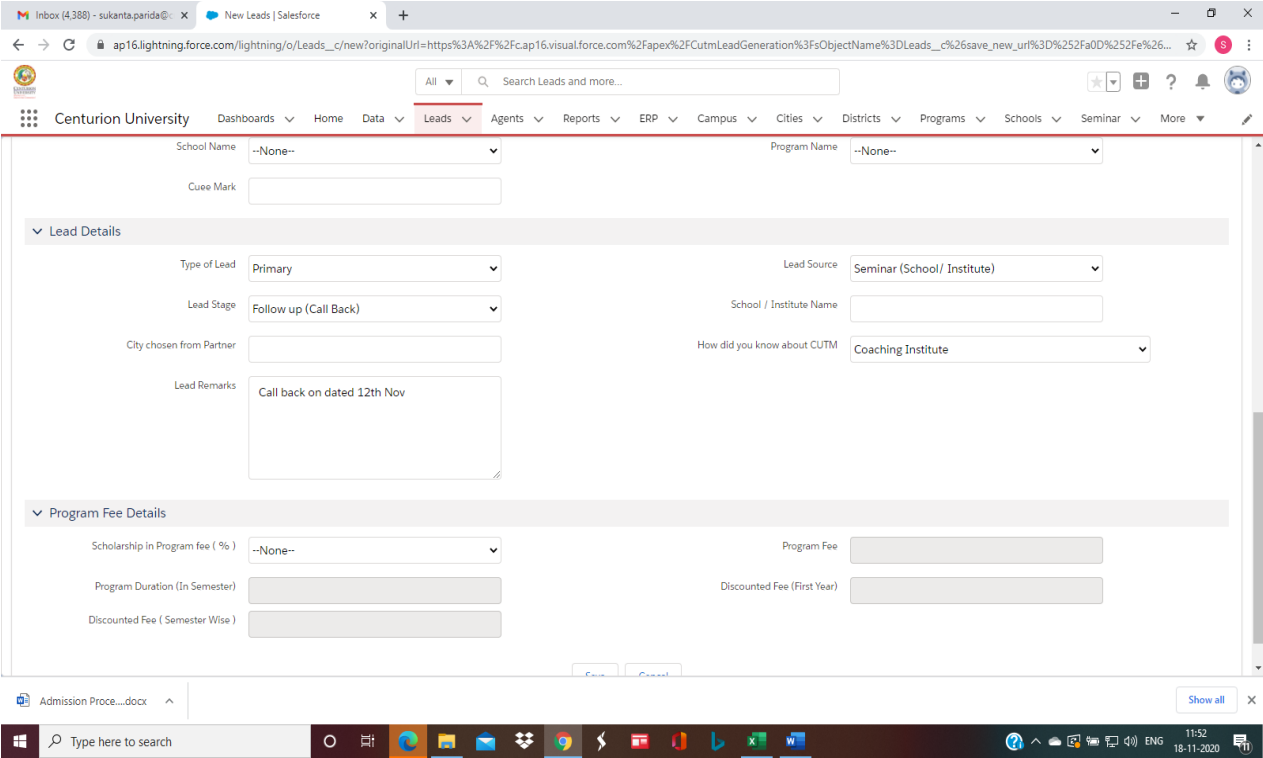 Inbox (4,388) - sukanta.parida@c
New Leads | Salesforce
ap16.lightning.force.com/lightning/o/Leads__c/new?originalUrl=https%3A%2F%2Fctp16.visual.force.com%2Fapex%2FCutmLeadGeneration%3FsObjectName%3DLeads__c%26save_new_url%3D%252Fa0D%252Fe%26...
S
All
Search Leads and more...
Centurion University
Dashboards
Home
Data
Leads
Agents
Reports
ERP
Campus
Cities
Districts
Programs
Schools
Seminar
More
School Name
--None--
Program Name
--None--
Cuee Mark
Lead Details
Type of Lead
Primary
Lead Source
Seminar (School/ Institute)
Lead Stage
Follow up (Call Back)
School / Institute Name
City chosen from Partner
How did you know about CUTM
Coaching Institute
Lead Remarks
Call back on dated 12th Nov
Program Fee Details
Scholarship in Program fee ( % )
--None--
Program Fee
Program Duration (In Semester)
Discounted Fee (First Year)
Discounted Fee ( Semester Wise )
Save
Cancel
Admission Proce....docx
Show all
Type here to search
ENG
11:52
18-11-2020